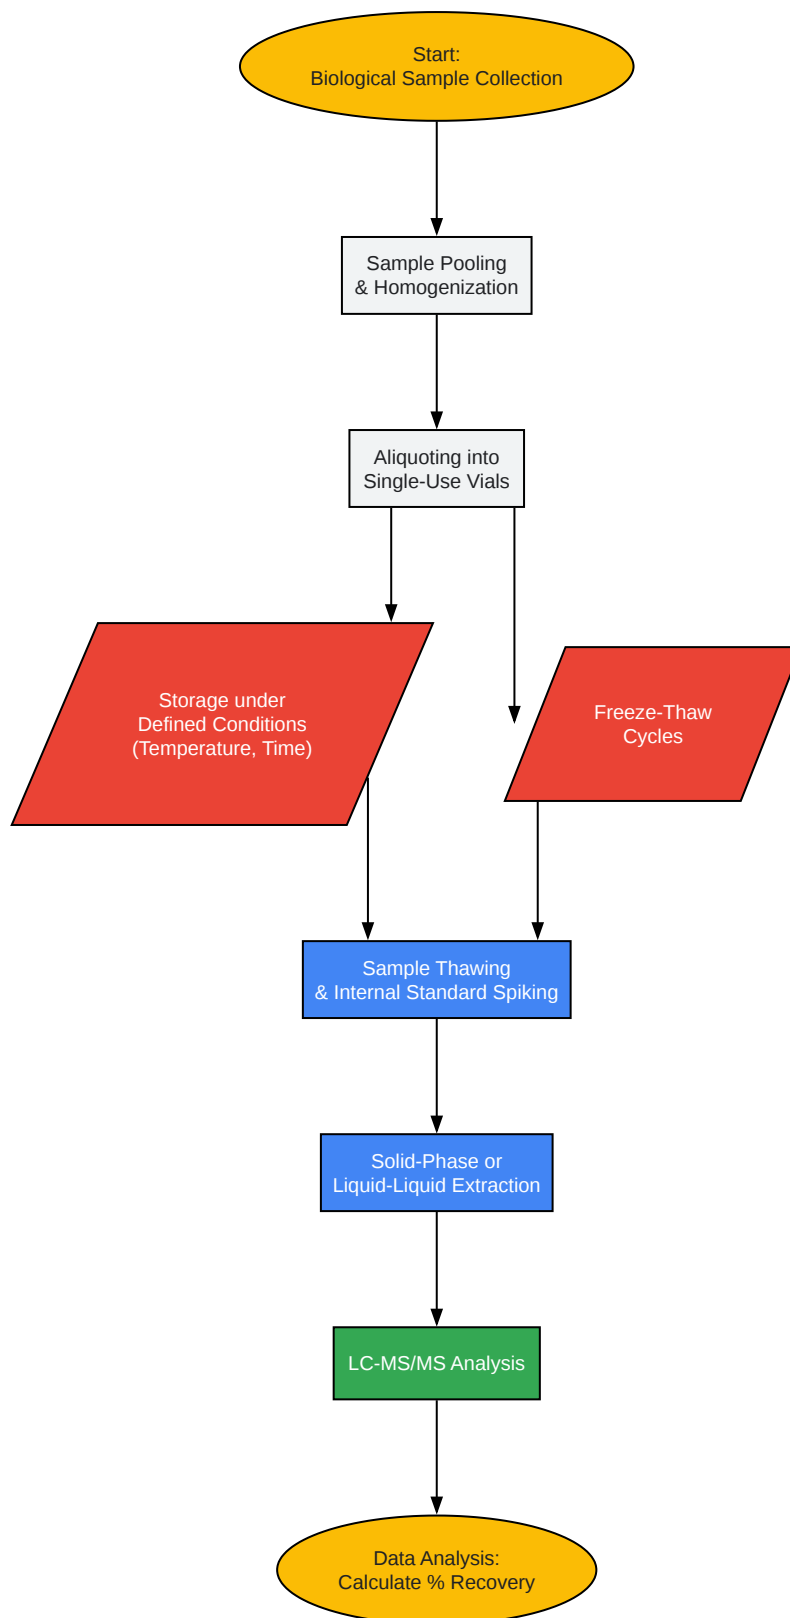 Start:
Biological Sample Collection
Sample Pooling
& Homogenization
Aliquoting into
Single-Use Vials
Storage under
Defined Conditions
(Temperature, Time)
Freeze-Thaw
Cycles
Sample Thawing
& Internal Standard Spiking
Solid-Phase or
Liquid-Liquid Extraction
LC-MS/MS Analysis
Data Analysis:
Calculate % Recovery